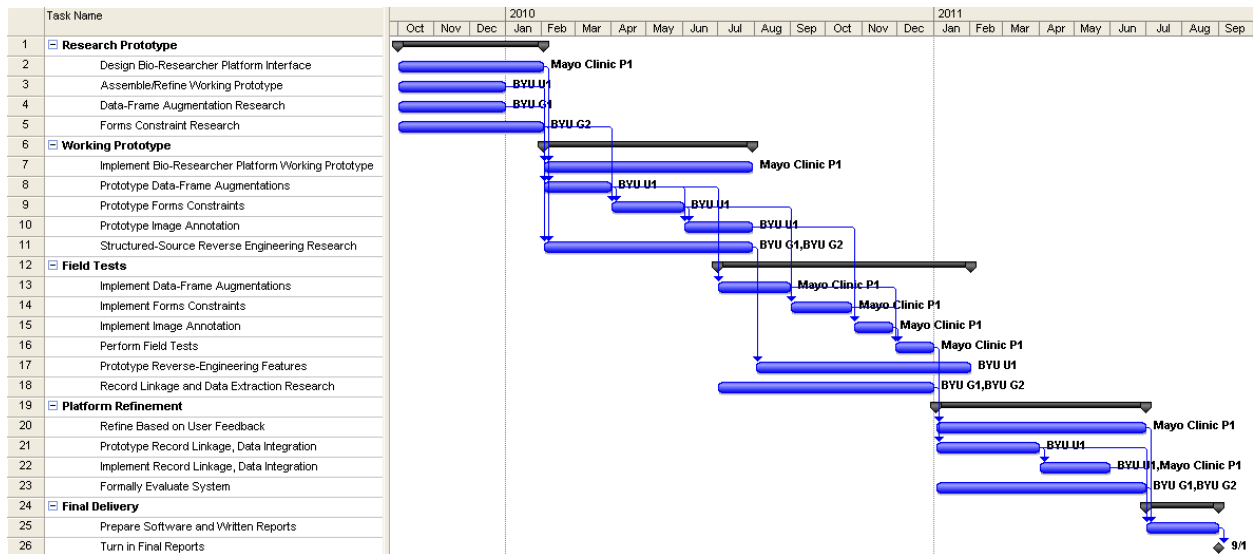 Task Name
2010 2011
Oct Nov Dec Jan Feb Mar Apr May Jun Jul Aug Sep Oct Nov Dec Jan Feb Mar Apr May Jun Jul Aug Sep
1 Research Prototype
2 Design Bio-Researcher Platform Interface Mayo Clinic P1
3 Assemble/Refine Working Prototype BYU U1
4 Data-Frame Augmentation Research BYU G1
5 Forms Constraint Research BYU G2
6 Working Prototype
7 Implement Bio-Researcher Platform Working Prototype Mayo Clinic P1
8 Prototype Data-Frame Augmentations BYU U1
9 Prototype Forms Constraints BYU U1
10 Prototype Image Annotation BYU U1
11 Structured-Source Reverse Engineering Research BYU G1,BYU G2
12 Field Tests
13 Implement Data-Frame Augmentations Mayo Clinic P1
14 Implement Forms Constraints Mayo Clinic P1
15 Implement Image Annotation Mayo Clinic P1
16 Perform Field Tests Mayo Clinic P1
17 Prototype Reverse-Engineering Features BYU U1
18 Record Linkage and Data Extraction Research BYU G1,BYU G2
19 Platform Refinement
20 Refine Based on User Feedback Mayo Clinic P1
21 Prototype Record Linkage, Data Integration BYU U1
22 Implement Record Linkage, Data Integration BYU U1,Mayo Clinic P1
23 Formally Evaluate System BYU G1,BYU G2
24 Final Delivery
25 Prepare Software and Written Reports
26 Turn in Final Reports 9/1